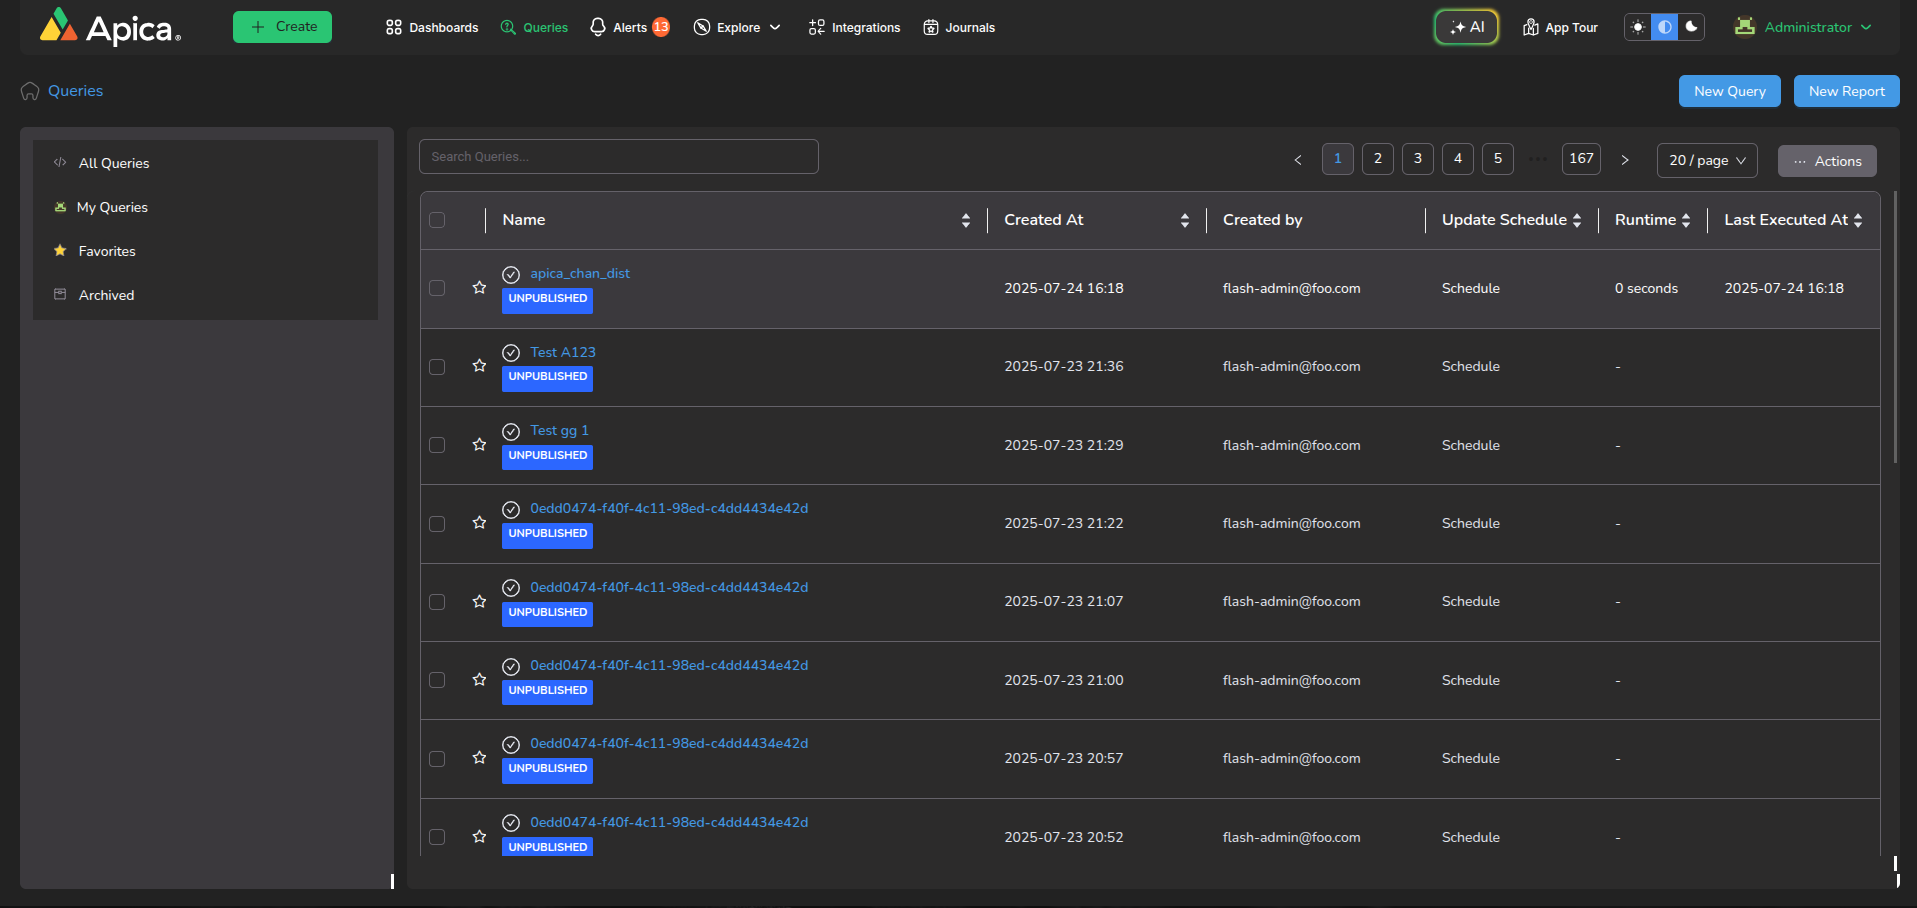 Apica®
Create
Dashboards
Queries
Alerts 13
Explore
Integrations
Journals
AI
App Tour
Administrator
Queries
New Query
New Report
All Queries
My Queries
Favorites
Archived
Search Queries...
< 1 2 3 4 5 ••• 167 >
20 / page
··· Actions
Name Created At Created by Update Schedule Runtime Last Executed At
apica_chan_dist
UNPUBLISHED
2025-07-24 16:18 flash-admin@foo.com Schedule 0 seconds 2025-07-24 16:18
Test A123
UNPUBLISHED
2025-07-23 21:36 flash-admin@foo.com Schedule -
Test gg 1
UNPUBLISHED
2025-07-23 21:29 flash-admin@foo.com Schedule -
0edd0474-f40f-4c11-98ed-c4dd4434e42d
UNPUBLISHED
2025-07-23 21:22 flash-admin@foo.com Schedule -
0edd0474-f40f-4c11-98ed-c4dd4434e42d
UNPUBLISHED
2025-07-23 21:07 flash-admin@foo.com Schedule -
0edd0474-f40f-4c11-98ed-c4dd4434e42d
UNPUBLISHED
2025-07-23 21:00 flash-admin@foo.com Schedule -
0edd0474-f40f-4c11-98ed-c4dd4434e42d
UNPUBLISHED
2025-07-23 20:57 flash-admin@foo.com Schedule -
0edd0474-f40f-4c11-98ed-c4dd4434e42d
UNPUBLISHED
2025-07-23 20:52 flash-admin@foo.com Schedule -